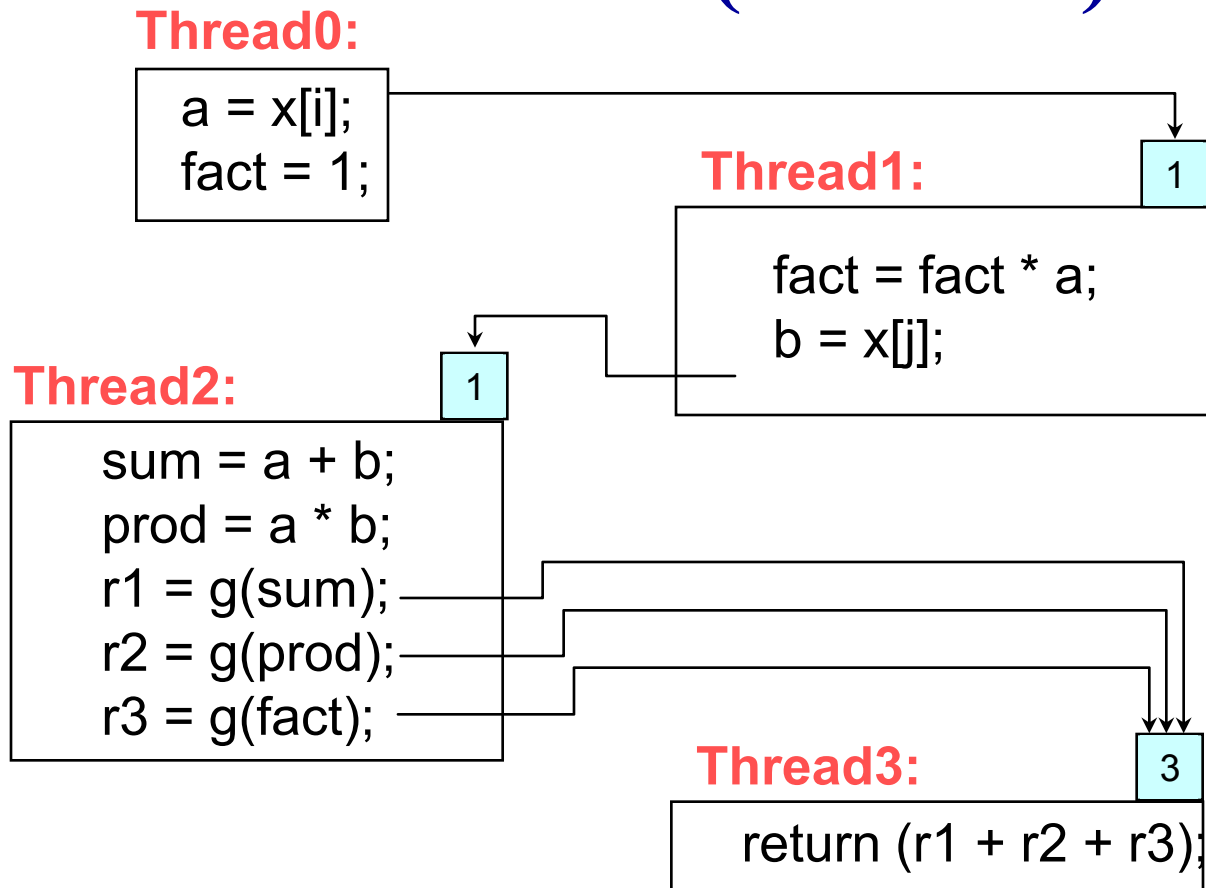 Thread0:
a = x[i];
fact = 1;
Thread1:
1
fact = fact * a;
b = x[j];
Thread2:
1
sum = a + b;
prod = a * b;
r1 = g(sum);
r2 = g(prod);
r3 = g(fact);
Thread3:
3
return (r1 + r2 + r3);